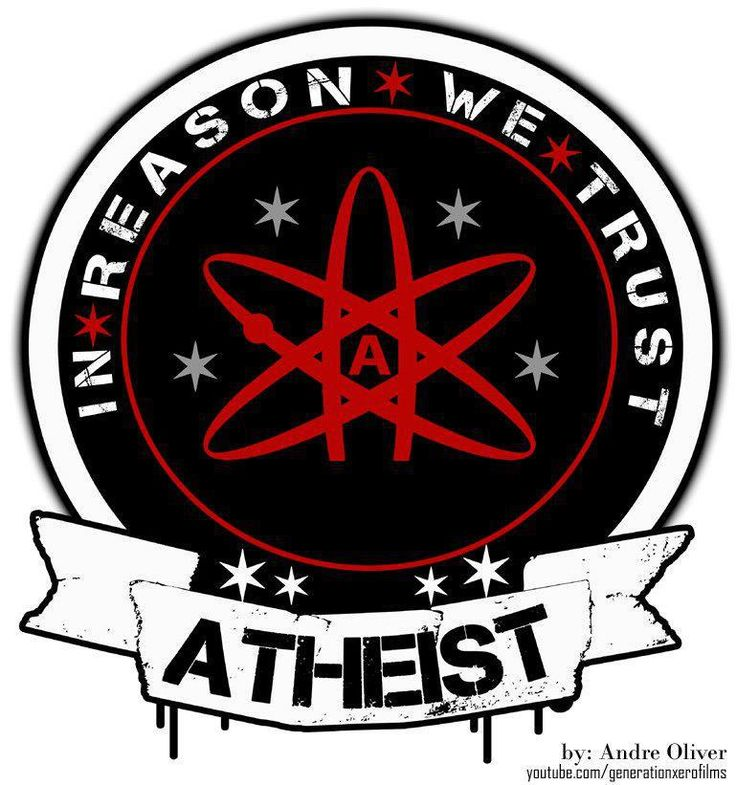 IN REASON WE TRUST
A
ATHEIST
by: Andre Oliver
youtube.com/generationxerofilms